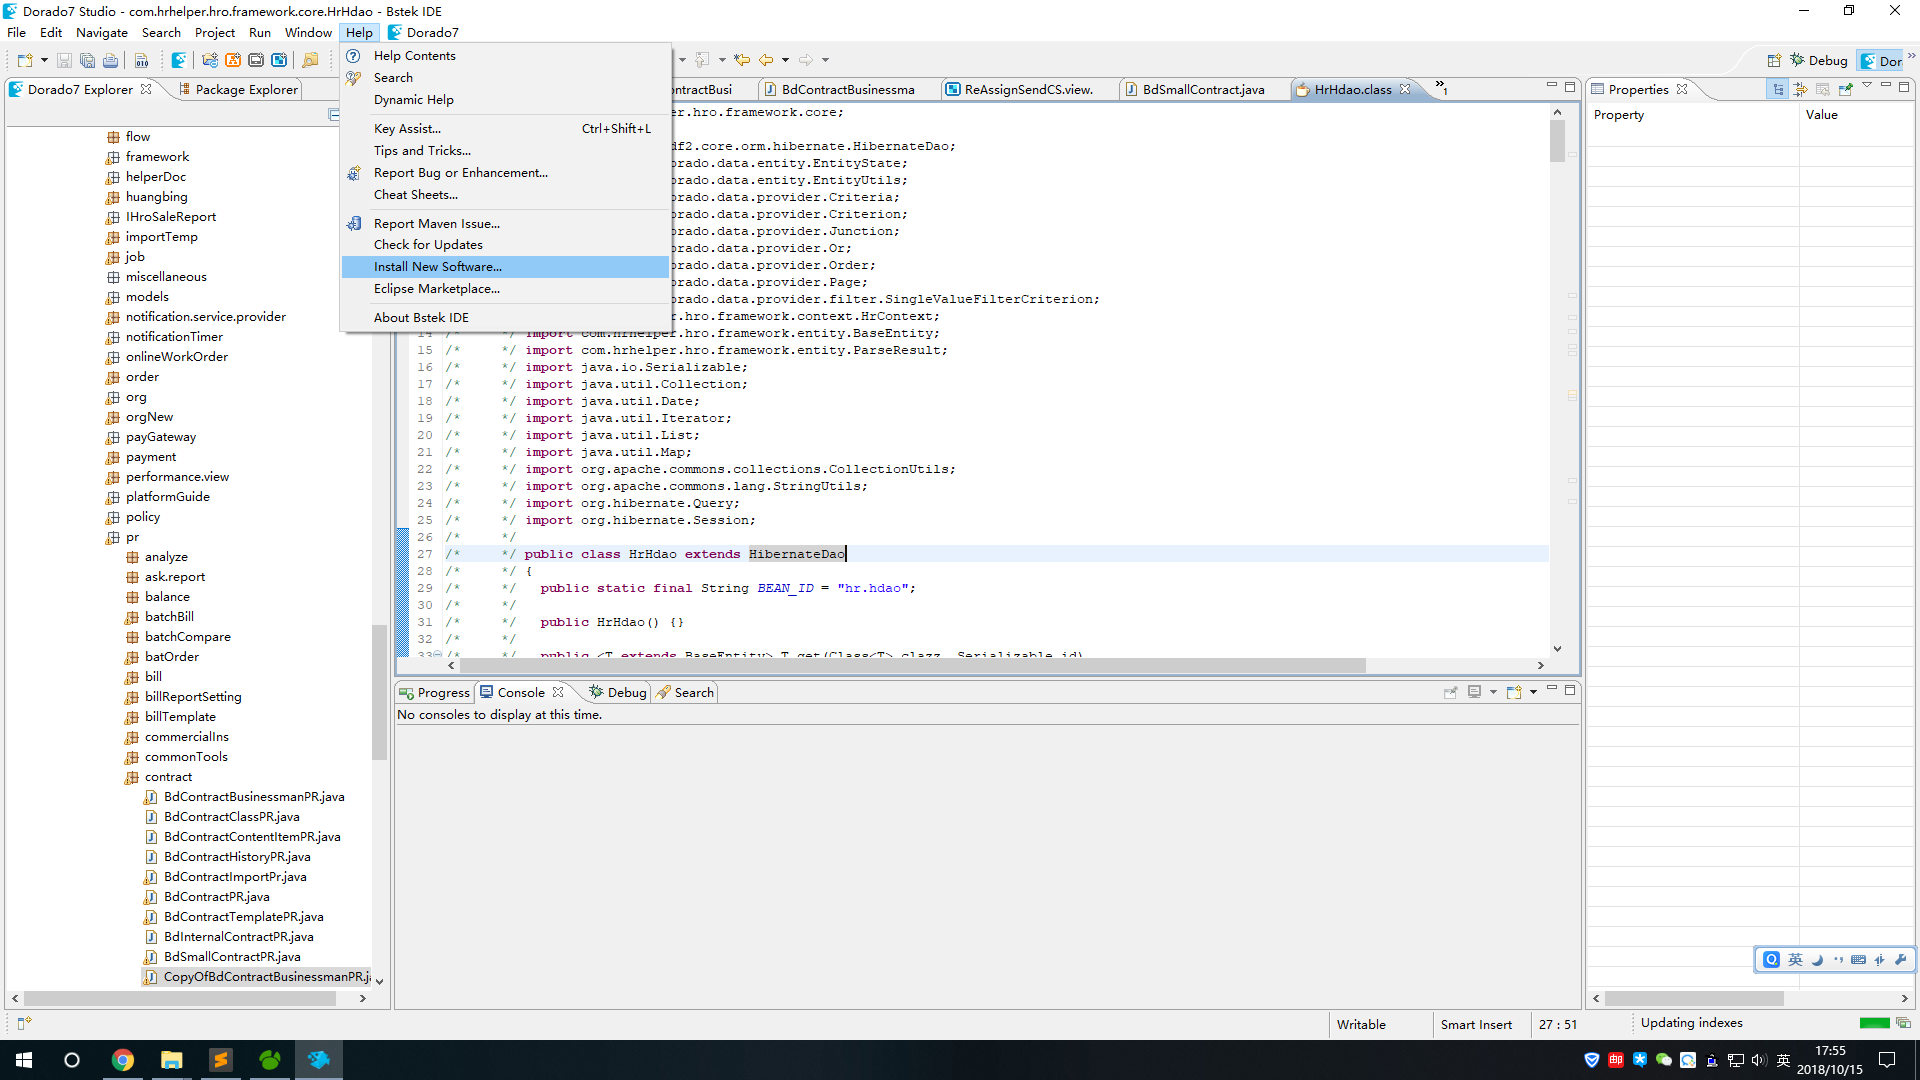 Dorado7 Studio - com.hrhelper.hro.framework.core.HrHdao - Bstek IDE
File Edit Navigate Search Project Run Window Help Dorado7
Help Contents
Search
Dynamic Help
Key Assist... Ctrl+Shift+L
Tips and Tricks...
Report Bug or Enhancement...
Cheat Sheets...
Report Maven Issue...
Check for Updates
Install New Software...
Eclipse Marketplace...
About Bstek IDE
Debug Dor
Dorado7 Explorer Package Explorer
flow
framework
helperDoc
huangbing
IHroSaleReport
importTemp
job
miscellaneous
models
notification.service.provider
notificationTimer
onlineWorkOrder
order
org
orgNew
payGateway
payment
performance.view
platformGuide
policy
pr
analyze
ask.report
balance
batchBill
batchCompare
batOrder
bill
billReportSetting
billTemplate
commercialIns
commonTools
contract
BdContractBusinessmanPR.java
BdContractClassPR.java
BdContractContentItemPR.java
BdContractHistoryPR.java
BdContractImportPr.java
BdContractPR.java
BdContractTemplatePR.java
BdInternalContractPR.java
BdSmallContractPR.java
CopyOfBdContractBusinessmanPR.ja
ontractBusi BdContractBusinessma ReAssignSendCS.view. BdSmallContract.java HrHdao.class »1
er.hro.framework.core;
df2.core.orm.hibernate.HibernateDao;
orado.data.entity.EntityState;
orado.data.entity.EntityUtils;
orado.data.provider.Criteria;
orado.data.provider.Criterion;
orado.data.provider.Junction;
orado.data.provider.Or;
orado.data.provider.Order;
orado.data.provider.Page;
orado.data.provider.filter.SingleValueFilterCriterion;
er.hro.framework.context.HrContext;
14 /* */ import com.hrhelper.hro.framework.entity.BaseEntity;
15 /* */ import com.hrhelper.hro.framework.entity.ParseResult;
16 /* */ import java.io.Serializable;
17 /* */ import java.util.Collection;
18 /* */ import java.util.Date;
19 /* */ import java.util.Iterator;
20 /* */ import java.util.List;
21 /* */ import java.util.Map;
22 /* */ import org.apache.commons.collections.CollectionUtils;
23 /* */ import org.apache.commons.lang.StringUtils;
24 /* */ import org.hibernate.Query;
25 /* */ import org.hibernate.Session;
26 /* */
27 /* */ public class HrHdao extends HibernateDao
28 /* */ {
29 /* */ public static final String BEAN_ID = "hr.hdao";
30 /* */
31 /* */ public HrHdao() {}
32 /* */
33 /* */ public <T extends BaseEntity> T get(Class<T> clazz, Serializable id)
Progress Console Debug Search
No consoles to display at this time.
Properties
Property Value
英
Writable Smart Insert 27 : 51 Updating indexes
英
17:55
2018/10/15